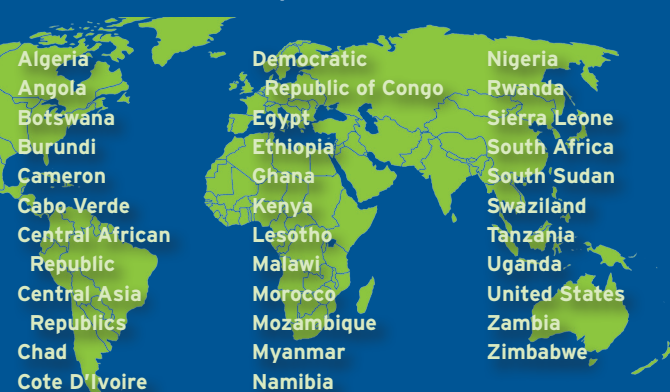 Algeria
Angola
Botswana
Burundi
Cameron
Cabo Verde
Central African
Republic
Central Asia
Republics
Chad
Cote D'Ivoire
Democratic
Republic of Congo
Egypt
Ethiopia
Ghana
Kenya
Lesotho
Malawi
Morocco
Mozambique
Myanmar
Namibia
Nigeria
Rwanda
Sierra Leone
South Africa
South Sudan
Swaziland
Tanzania
Uganda
United States
Zambia
Zimbabwe